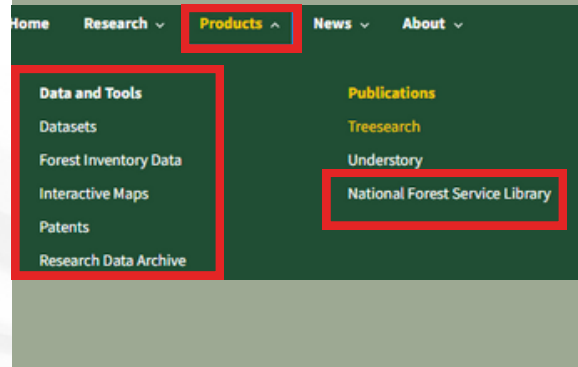 Home Research Products News About
Data and Tools
Datasets
Forest Inventory Data
Interactive Maps
Patents
Research Data Archive
Publications
Treesearch
Understory
National Forest Service Library